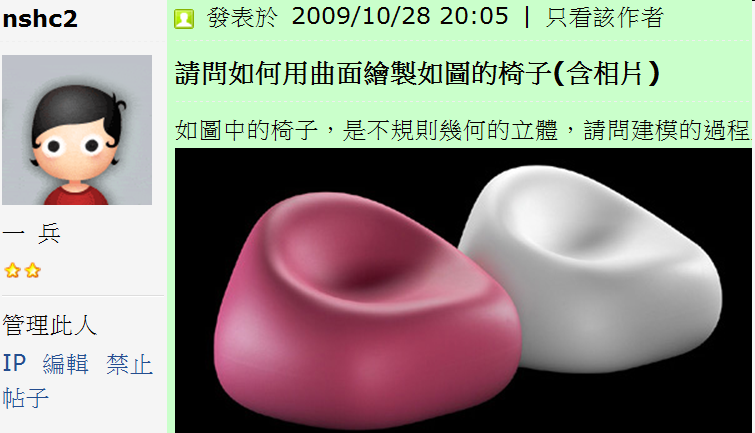 nshc2
發表於 2009/10/28 20:05 | 只看該作者
請問如何用曲面繪製如圖的椅子(含相片)
如圖中的椅子，是不規則幾何的立體，請問建模的過程
一 兵
管理此人
IP 編輯 禁止
帖子